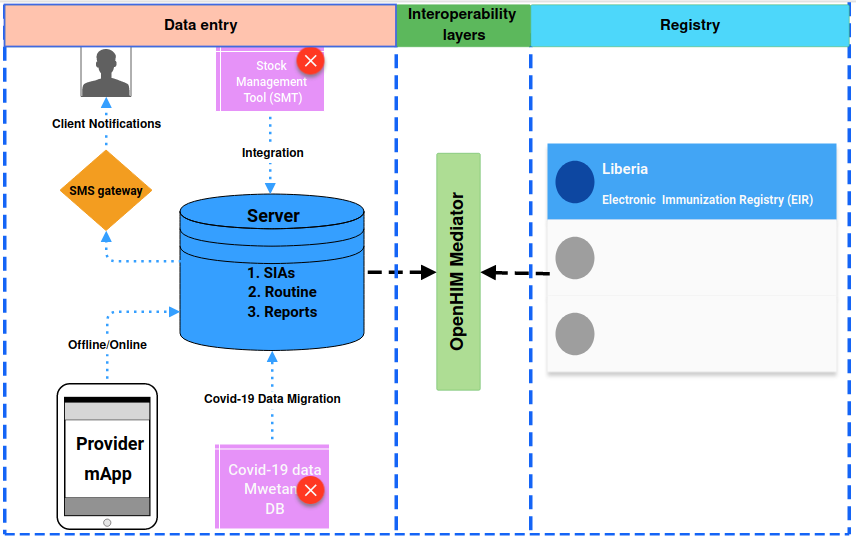 Data entry
Interoperability
layers
Registry
Stock
Management
Tool (SMT)
Client Notifications
Integration
SMS gateway
Server
1. SIAs
2. Routine
3. Reports
Offline/Online
Covid-19 Data Migration
Provider
mApp
Covid-19 data
DB
OpenHIM Mediator
Liberia
Electronic Immunization Registry (EIR)